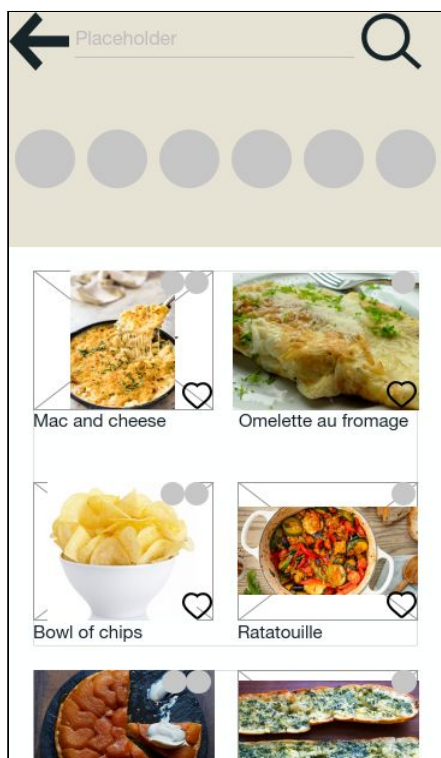 Placeholder
Mac and cheese
Omelette au fromage
Bowl of chips
Ratatouille